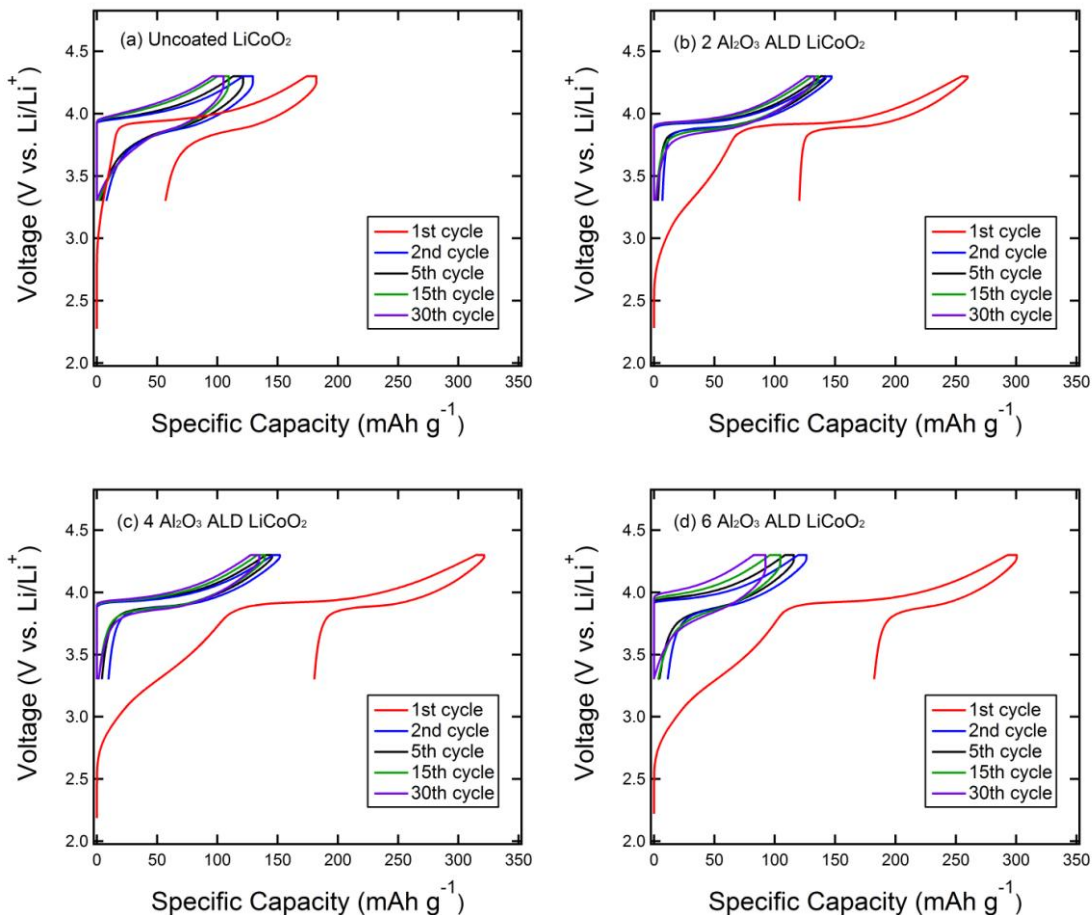 (a) Uncoated LiCoO₂
4.5
4.0
3.5
3.0
2.5
2.0
Voltage (V vs. Li/Li⁺)
1st cycle
2nd cycle
5th cycle
15th cycle
30th cycle
0 50 100 150 200 250 300 350
Specific Capacity (mAh g⁻¹)
(b) 2 Al₂O₃ ALD LiCoO₂
4.5
4.0
3.5
3.0
2.5
2.0
Voltage (V vs. Li/Li⁺)
1st cycle
2nd cycle
5th cycle
15th cycle
30th cycle
0 50 100 150 200 250 300 350
Specific Capacity (mAh g⁻¹)
(c) 4 Al₂O₃ ALD LiCoO₂
4.5
4.0
3.5
3.0
2.5
2.0
Voltage (V vs. Li/Li⁺)
1st cycle
2nd cycle
5th cycle
15th cycle
30th cycle
0 50 100 150 200 250 300 350
Specific Capacity (mAh g⁻¹)
(d) 6 Al₂O₃ ALD LiCoO₂
4.5
4.0
3.5
3.0
2.5
2.0
Voltage (V vs. Li/Li⁺)
1st cycle
2nd cycle
5th cycle
15th cycle
30th cycle
0 50 100 150 200 250 300 350
Specific Capacity (mAh g⁻¹)